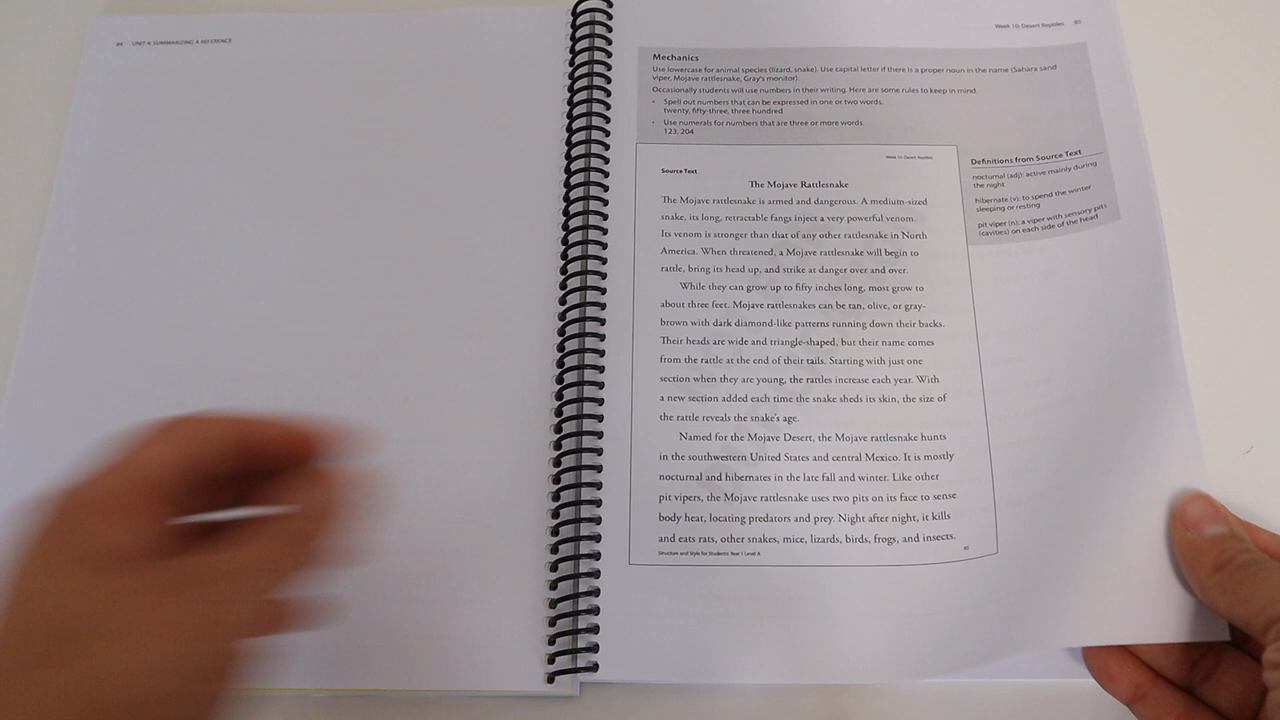 84 UNIT 4: SUMMARIZING A REFERENCE
Week 10: Desert Reptiles 85
Mechanics
Use lowercase for animal species (lizard, snake). Use capital letter if there is a proper noun in the name (Sahara sand
viper, Mojave rattlesnake, Gray's monitor).
Occasionally students will use numbers in their writing. Here are some rules to keep in mind.
- Spell out numbers that can be expressed in one or two words.
twenty, fifty-three, three hundred
- Use numerals for numbers that are three or more words.
123, 204
Week 10: Desert Reptiles
Source Text
The Mojave Rattlesnake
The Mojave rattlesnake is armed and dangerous. A medium-sized
snake, its long, retractable fangs inject a very powerful venom.
Its venom is stronger than that of any other rattlesnake in North
America. When threatened, a Mojave rattlesnake will begin to
rattle, bring its head up, and strike at danger over and over.
While they can grow up to fifty inches long, most grow to
about three feet. Mojave rattlesnakes can be tan, olive, or gray-
brown with dark diamond-like patterns running down their backs.
Their heads are wide and triangle-shaped, but their name comes
from the rattle at the end of their tails. Starting with just one
section when they are young, the rattles increase each year. With
a new section added each time the snake sheds its skin, the size of
the rattle reveals the snake's age.
Named for the Mojave Desert, the Mojave rattlesnake hunts
in the southwestern United States and central Mexico. It is mostly
nocturnal and hibernates in the late fall and winter. Like other
pit vipers, the Mojave rattlesnake uses two pits on its face to sense
body heat, locating predators and prey. Night after night, it kills
and eats rats, other snakes, mice, lizards, birds, frogs, and insects.
Structure and Style for Students: Year 1 Level A 85
Definitions from Source Text
nocturnal (adj): active mainly during
the night
hibernate (v): to spend the winter
sleeping or resting
pit viper (n): a viper with sensory pits
(cavities) on each side of the head